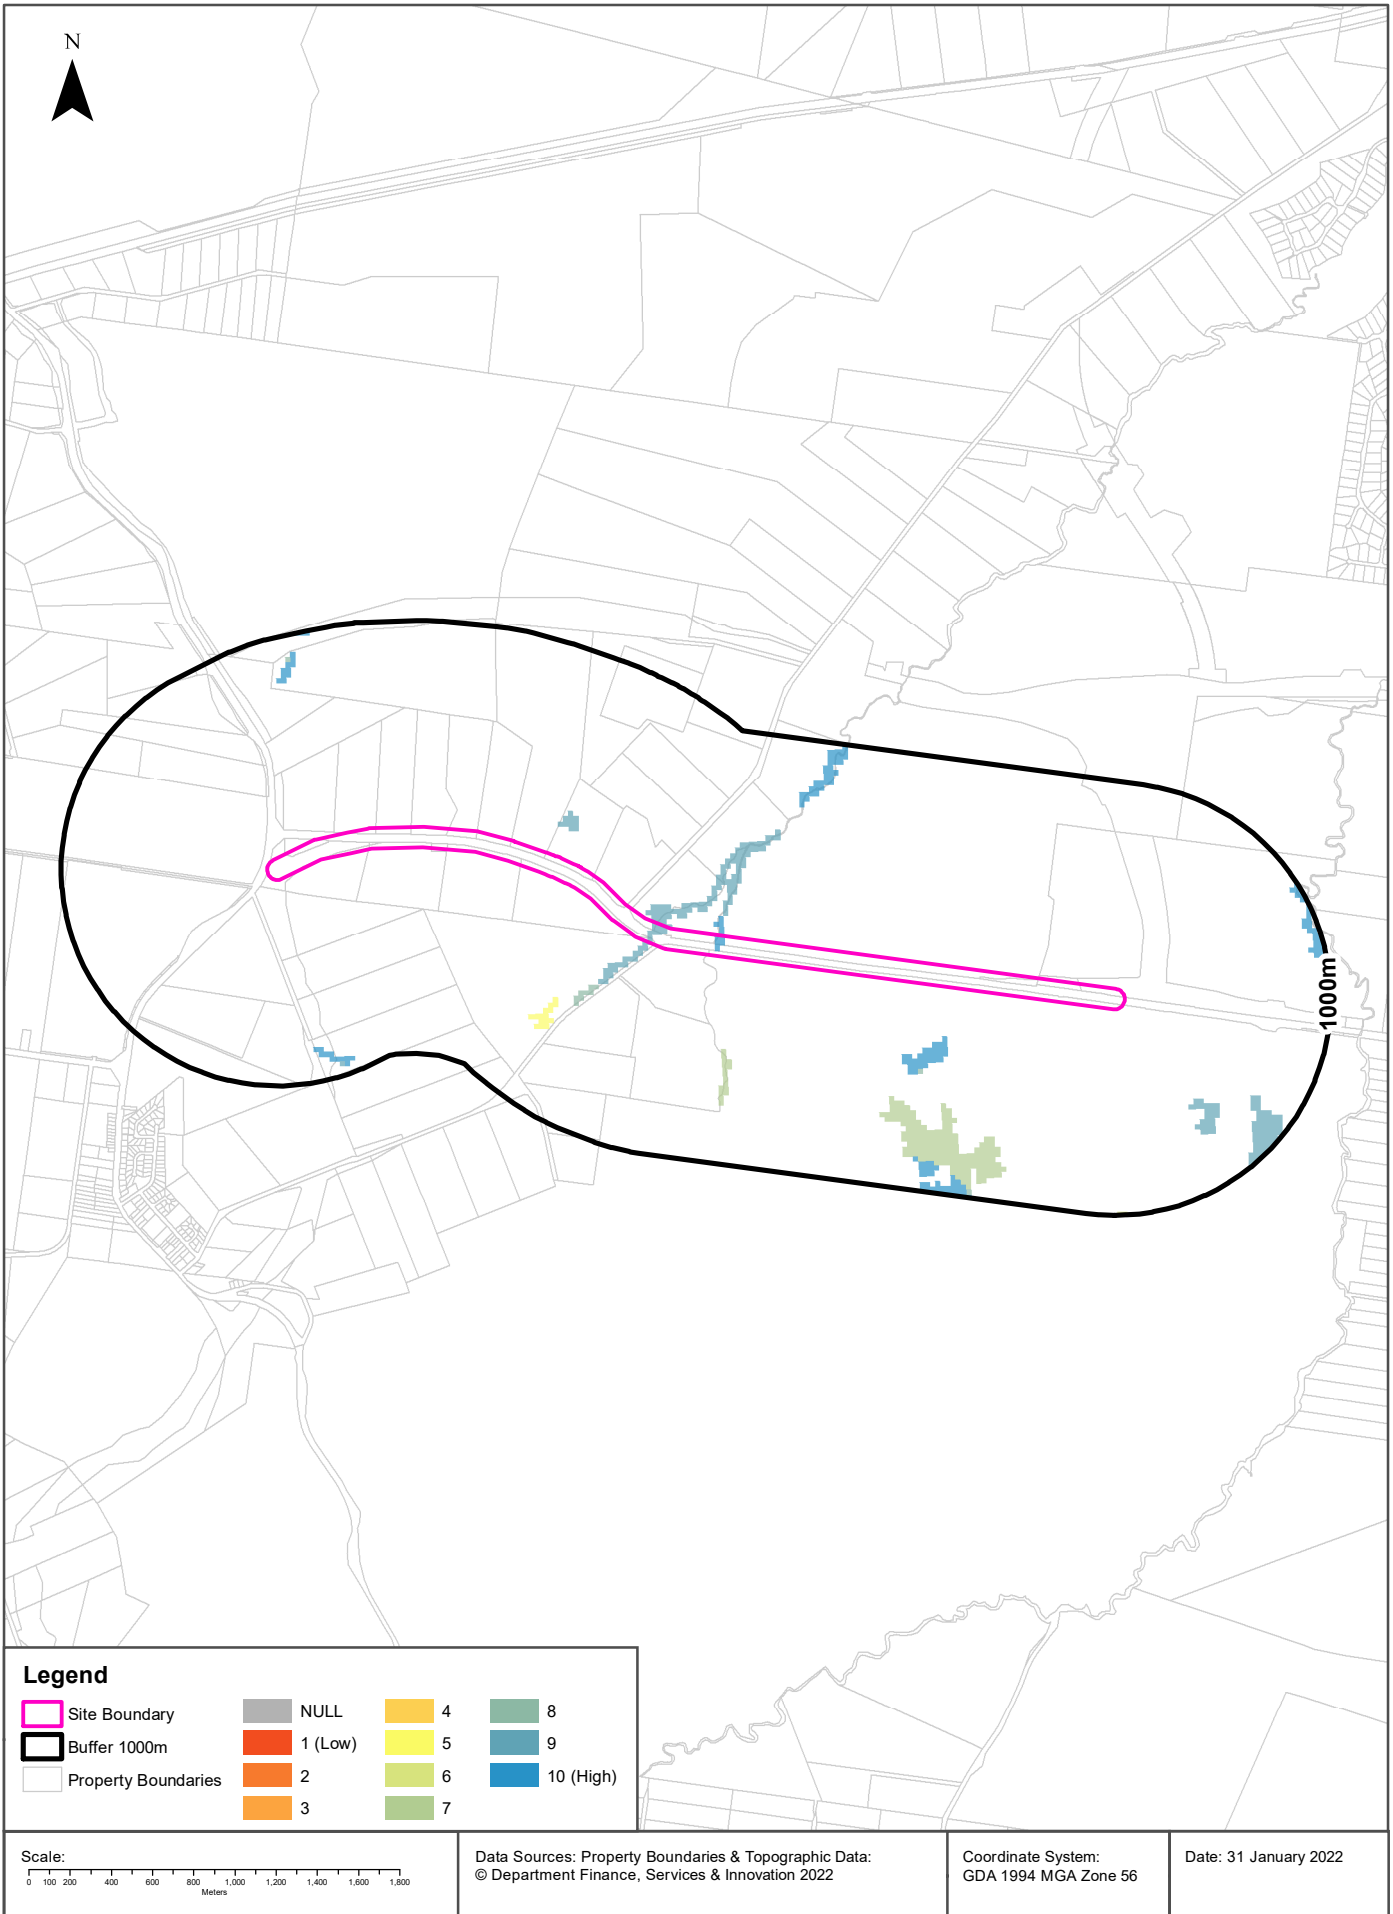 N
1000m
Legend
Site Boundary
Buffer 1000m
Property Boundaries
NULL
1 (Low)
2
3
4
5
6
7
8
9
10 (High)
Scale:
0 100 200 400 600 800 1,000 1,200 1,400 1,600 1,800
Meters
Data Sources: Property Boundaries & Topographic Data:
© Department Finance, Services & Innovation 2022
Coordinate System:
GDA 1994 MGA Zone 56
Date: 31 January 2022